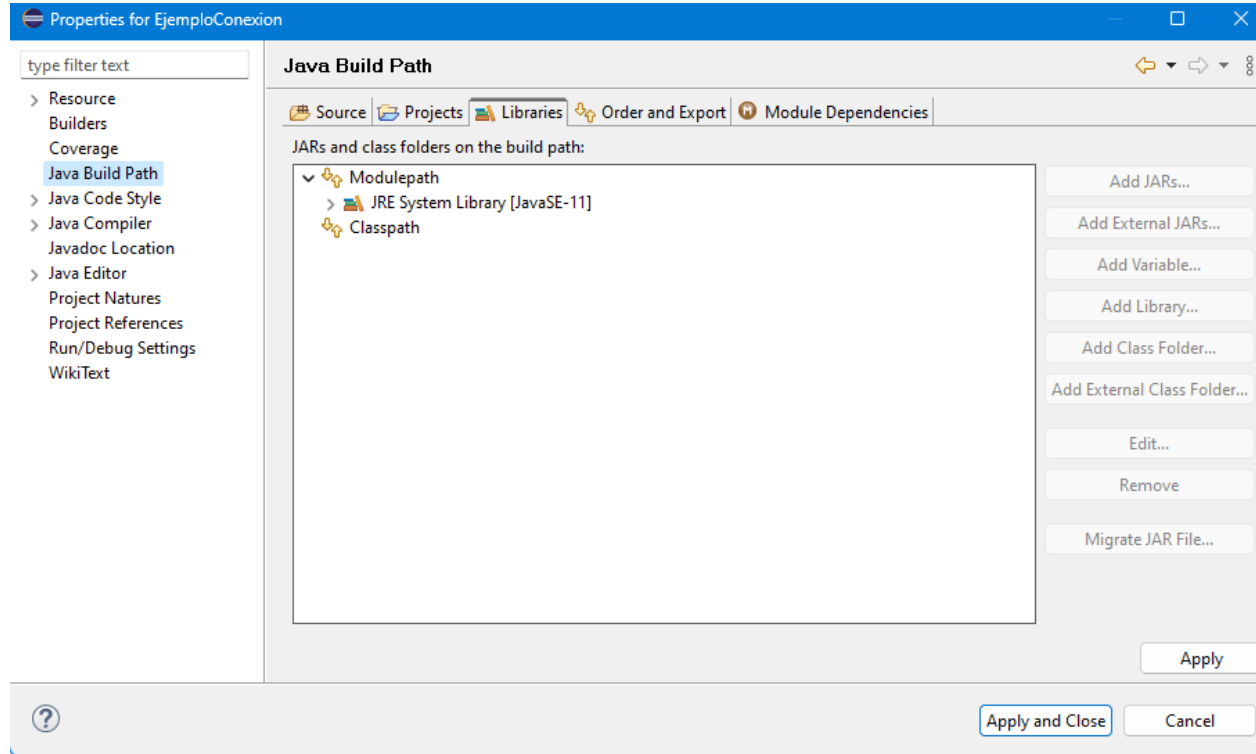 Properties for EjemploConexion
type filter text
Resource
Builders
Coverage
Java Build Path
Java Code Style
Java Compiler
Javadoc Location
Java Editor
Project Natures
Project References
Run/Debug Settings
WikiText
Java Build Path
Source Projects Libraries Order and Export Module Dependencies
JARs and class folders on the build path:
Modulepath
JRE System Library [JavaSE-11]
Classpath
Add JARs...
Add External JARs...
Add Variable...
Add Library...
Add Class Folder...
Add External Class Folder...
Edit...
Remove
Migrate JAR File...
Apply
Apply and Close Cancel